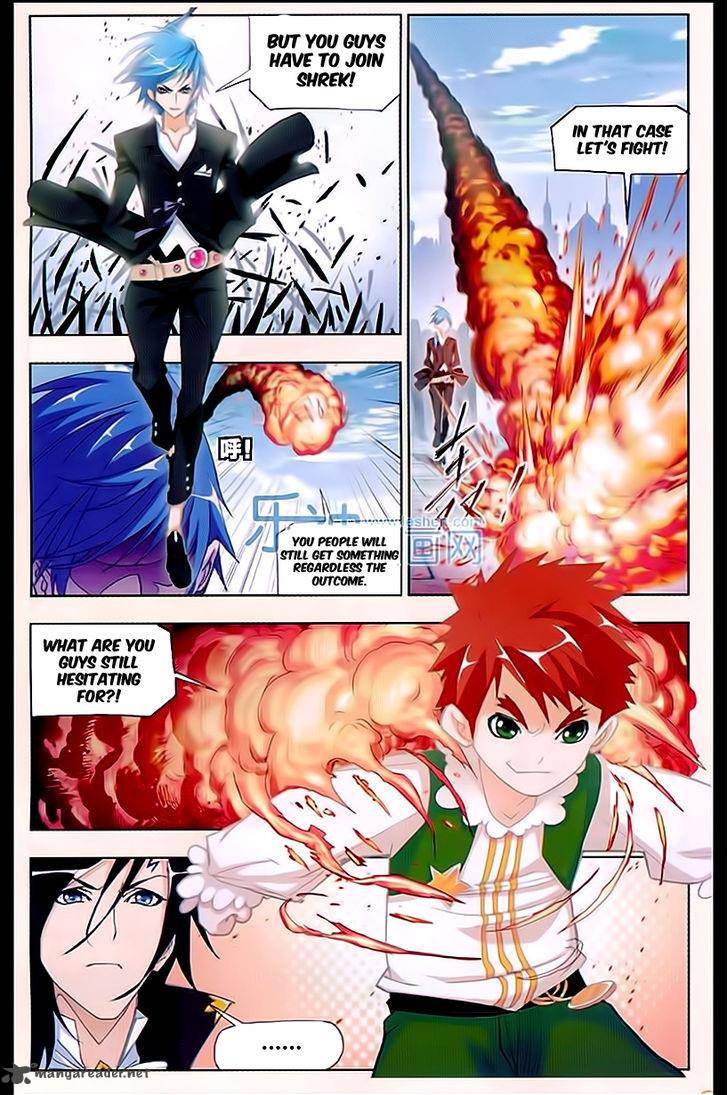 BUT YOU GUYS
HAVE TO JOIN
SHREK!
IN THAT CASE
LET'S FIGHT!
呼!
YOU PEOPLE WILL
STILL GET SOMETHING
REGARDLESS THE
OUTCOME.
WHAT ARE YOU
GUYS STILL
HESITATING
FOR?!
......
mangareader.net